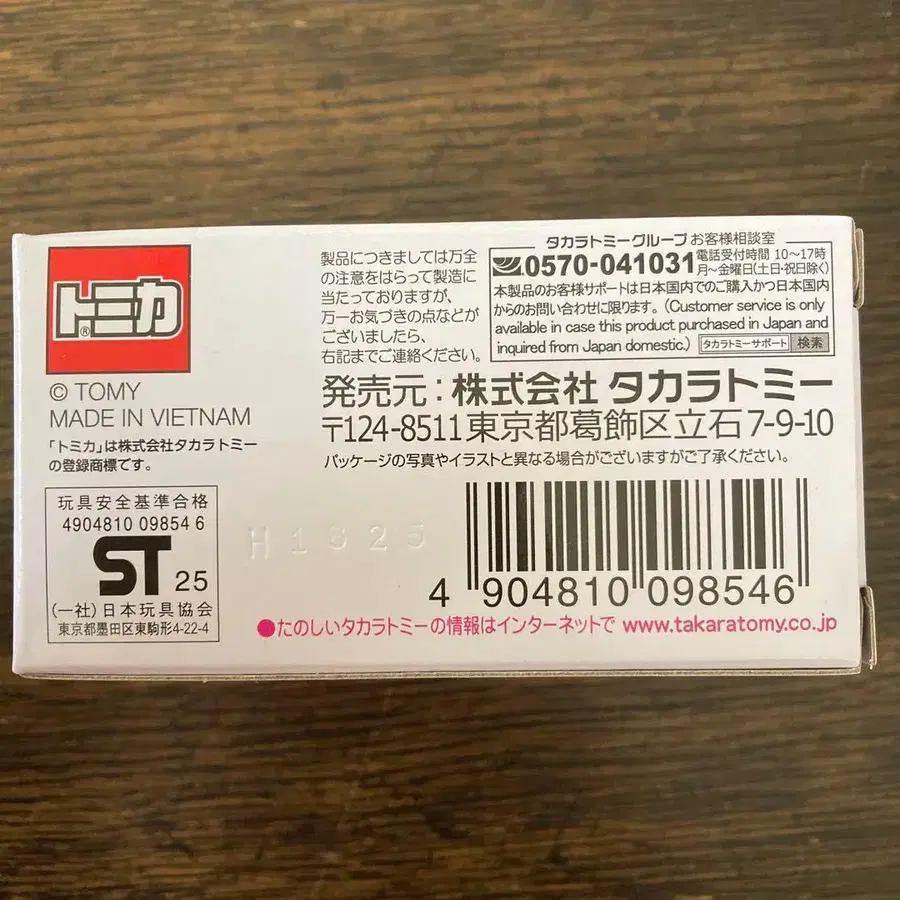 トミカ®
© TOMY
MADE IN VIETNAM
「トミカ」は株式会社タカラトミー
の登録商標です。
玩具安全基準合格
4904810 09854 6
ST 25
(一社)日本玩具協会
東京都墨田区東駒形4-22-4
製品につきましては万全
の注意をはらって製造に
当たっておりますが、
万一お気づきの点などが
ございましたら、
右記までご連絡ください。
タカラトミーグループ お客様相談室
0570-041031 電話受付時間 10〜17時
月〜金曜日(土日・祝日除く)
本製品のお客様サポートは日本国内でのご購入かつ日本国内
からのお問い合わせに限ります。(Customer service is only
available in case this product purchased in Japan and
inquired from Japan domestic.) タカラトミーサポート 検索
発売元:株式会社 タカラトミー
〒124-8511東京都葛飾区立石7-9-10
パッケージの写真やイラストと異なる場合がございますがご了承ください。
H1625
4 904810 098546
●たのしいタカラトミーの情報はインターネットで www.takaratomy.co.jp